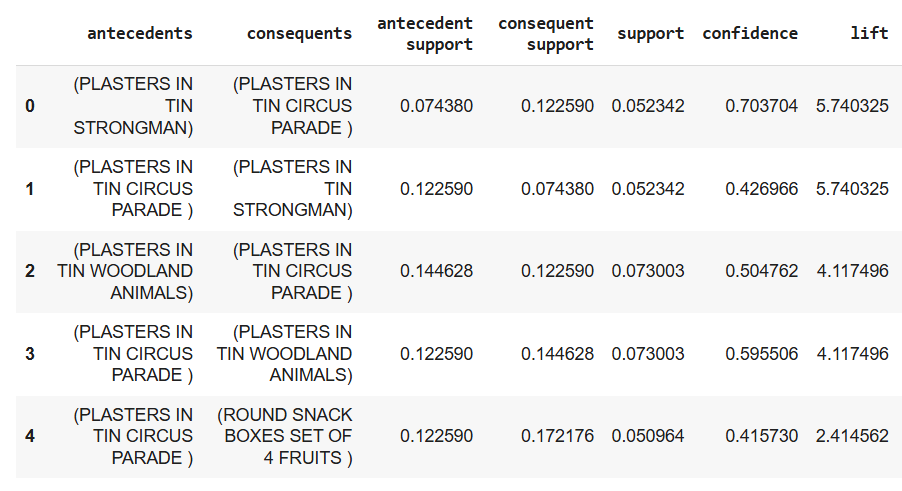 antecedents consequents antecedent support consequent support support confidence lift
0 (PLASTERS IN TIN STRONGMAN) (PLASTERS IN TIN CIRCUS PARADE ) 0.074380 0.122590 0.052342 0.703704 5.740325
1 (PLASTERS IN TIN CIRCUS PARADE ) (PLASTERS IN TIN STRONGMAN) 0.122590 0.074380 0.052342 0.426966 5.740325
2 (PLASTERS IN TIN WOODLAND ANIMALS) (PLASTERS IN TIN CIRCUS PARADE ) 0.144628 0.122590 0.073003 0.504762 4.117496
3 (PLASTERS IN TIN CIRCUS PARADE ) (PLASTERS IN TIN WOODLAND ANIMALS) 0.122590 0.144628 0.073003 0.595506 4.117496
4 (PLASTERS IN TIN CIRCUS PARADE ) (ROUND SNACK BOXES SET OF 4 FRUITS ) 0.122590 0.172176 0.050964 0.415730 2.414562